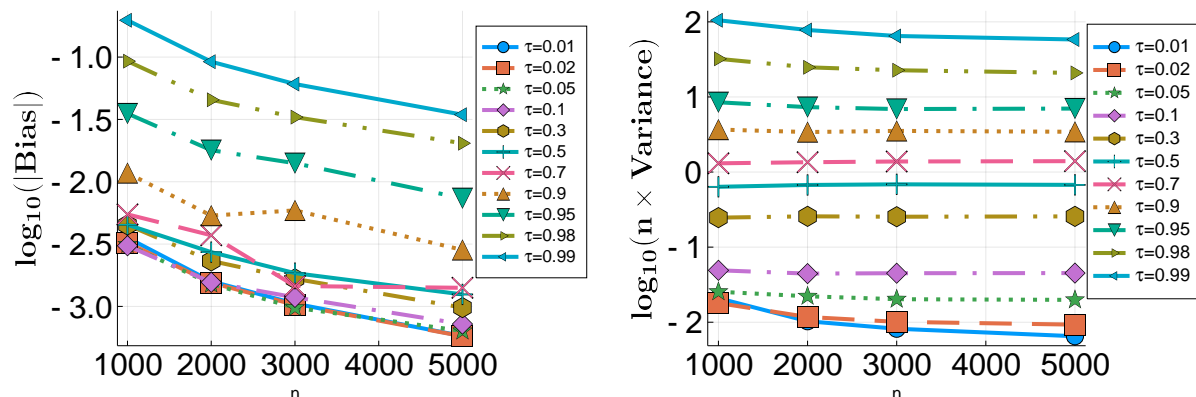 log₁₀(|Bias|)
- 1.0
- 1.5
- 2.0
- 2.5
- 3.0
1000 2000 3000 4000 5000
n
τ=0.01
τ=0.02
τ=0.05
τ=0.1
τ=0.3
τ=0.5
τ=0.7
τ=0.9
τ=0.95
τ=0.98
τ=0.99
log₁₀(n × Variance)
2
1
0
- 1
- 2
1000 2000 3000 4000 5000
n
τ=0.01
τ=0.02
τ=0.05
τ=0.1
τ=0.3
τ=0.5
τ=0.7
τ=0.9
τ=0.95
τ=0.98
τ=0.99